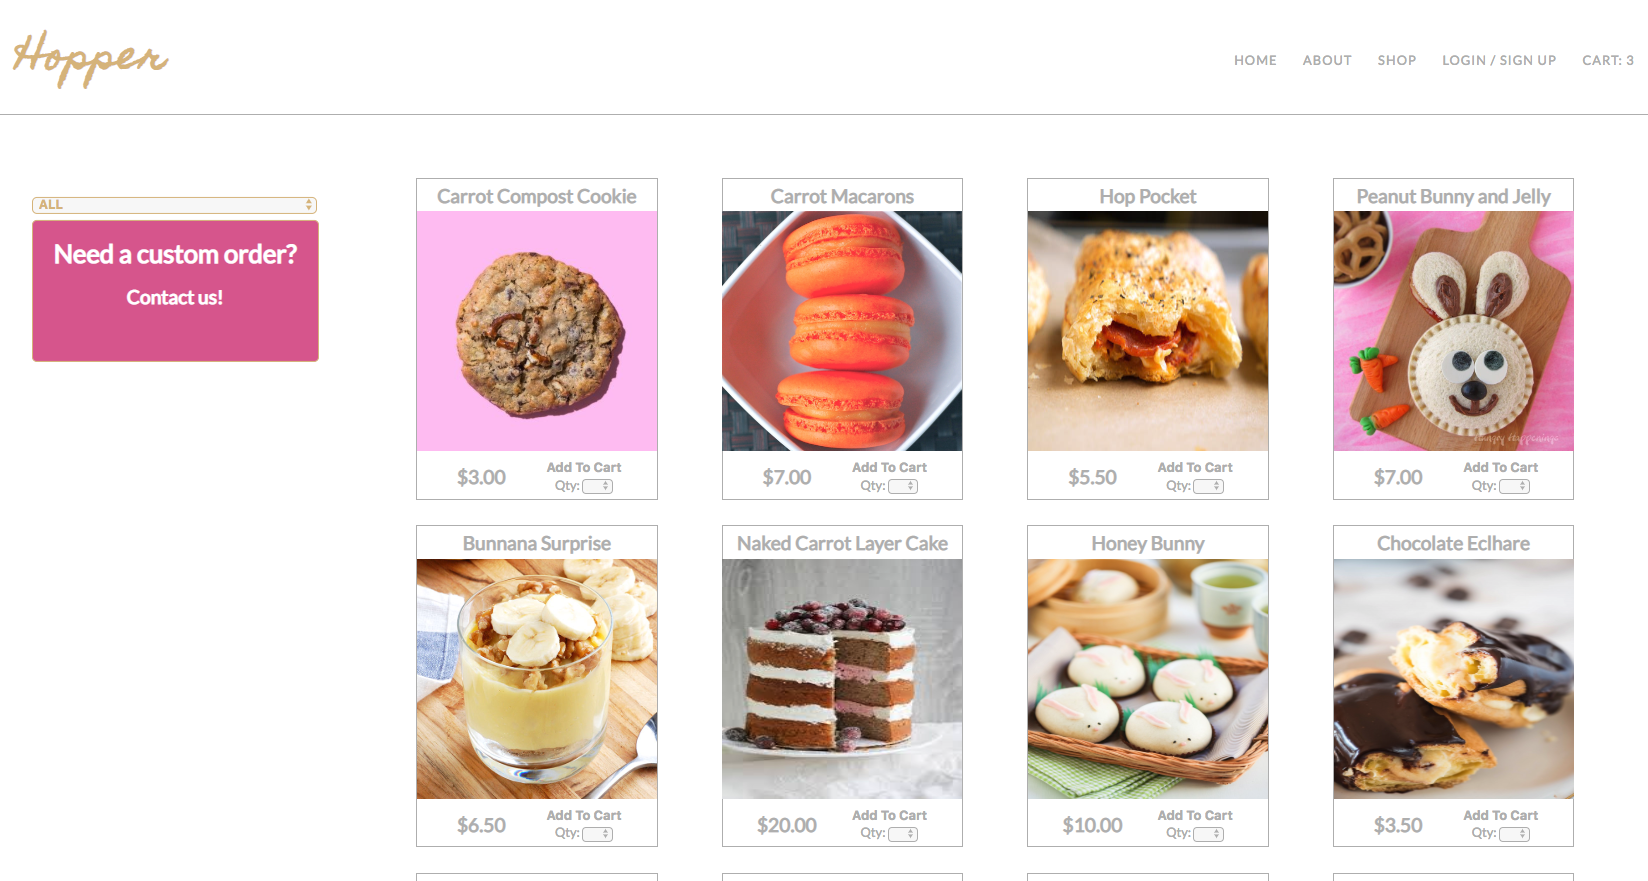 Hopper
HOME ABOUT SHOP LOGIN / SIGN UP CART: 3
ALL
Need a custom order?
Contact us!
Carrot Compost Cookie
$3.00
Add To Cart
Qty:
Carrot Macarons
$7.00
Add To Cart
Qty:
Hop Pocket
$5.50
Add To Cart
Qty:
Peanut Bunny and Jelly
$7.00
Add To Cart
Qty:
Bunnana Surprise
$6.50
Add To Cart
Qty:
Naked Carrot Layer Cake
$20.00
Add To Cart
Qty:
Honey Bunny
$10.00
Add To Cart
Qty:
Chocolate Eclhare
$3.50
Add To Cart
Qty: